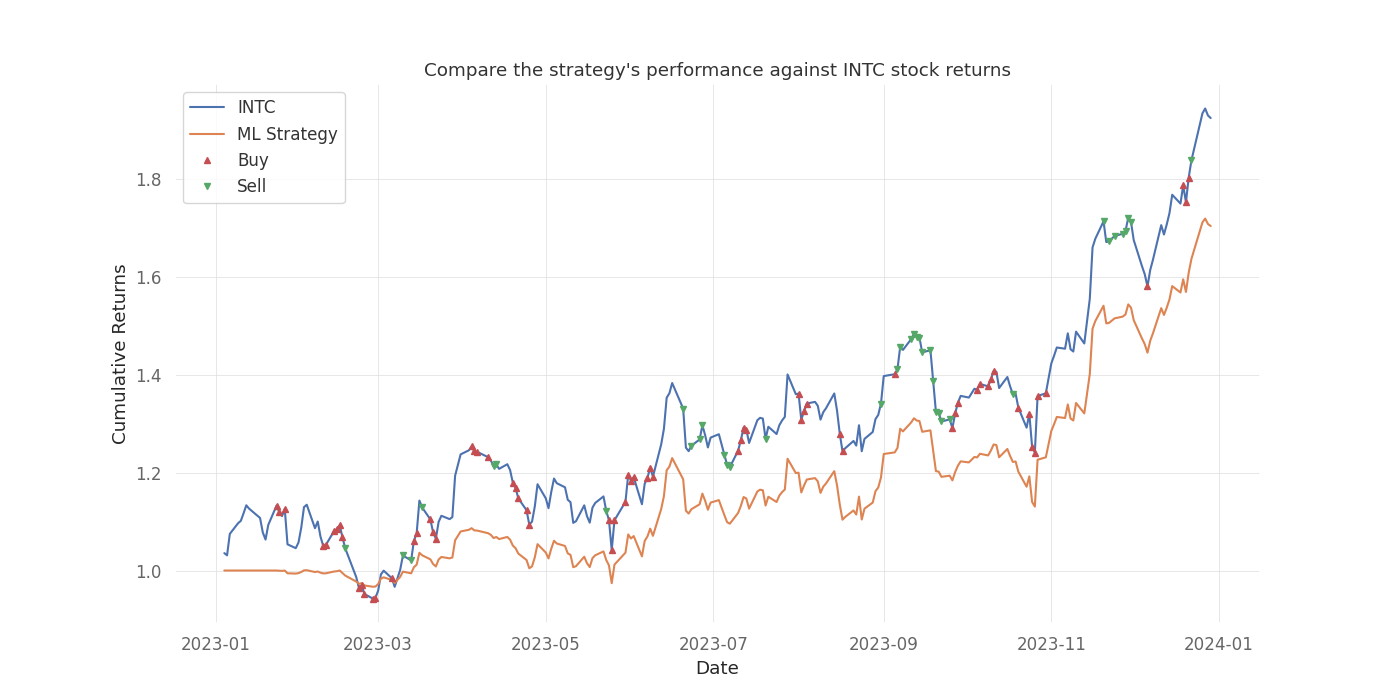 Compare the strategy's performance against INTC stock returns
INTC
ML Strategy
Buy
Sell
Cumulative Returns
1.8
1.6
1.4
1.2
1.0
2023-01 2023-03 2023-05 2023-07 2023-09 2023-11 2024-01
Date